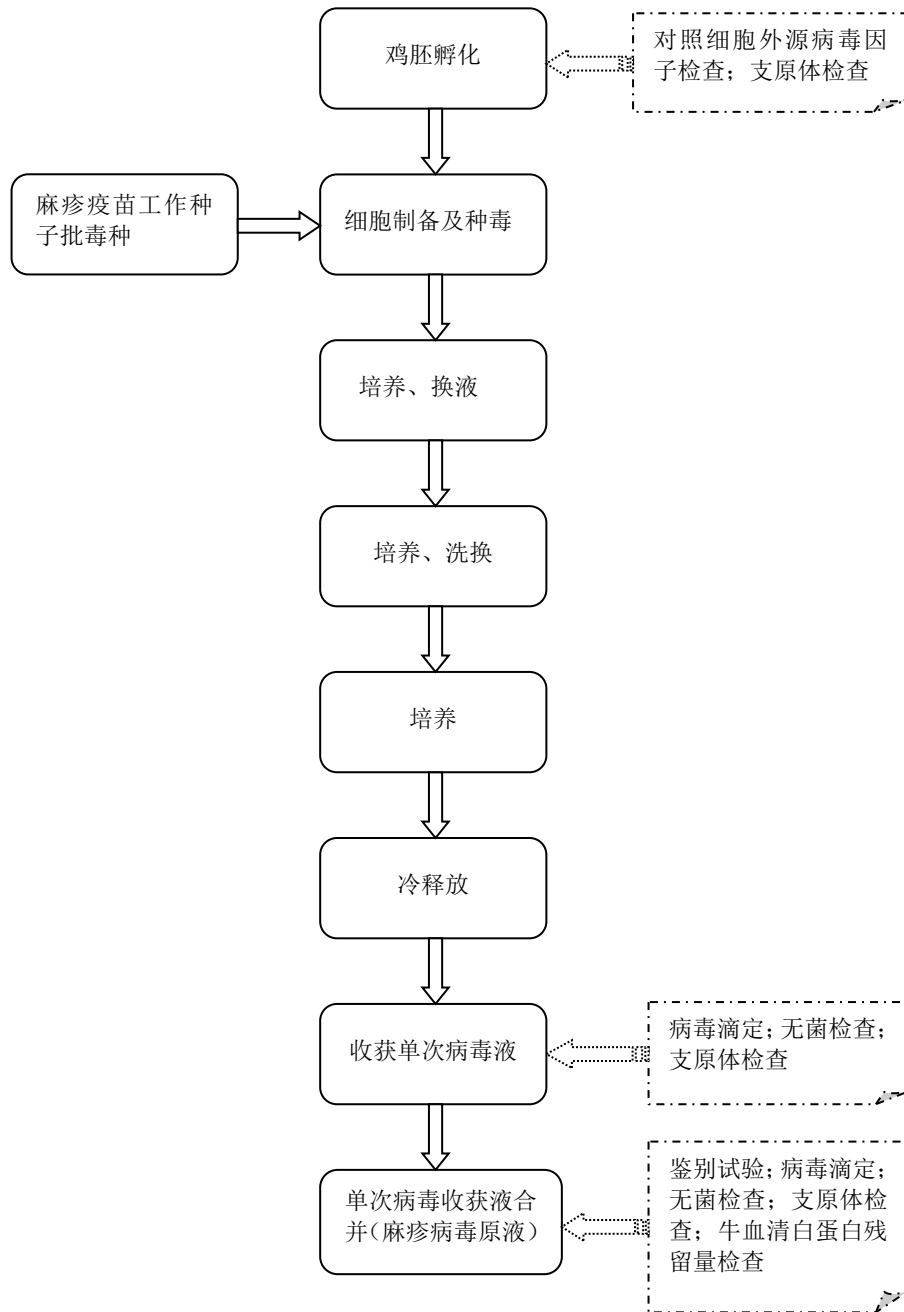 鸡胚孵化
对照细胞外源病毒因
子检查；支原体检查
麻疹疫苗工作种
子批毒种
细胞制备及种毒
培养、换液
培养、洗换
培养
冷释放
收获单次病毒液
病毒滴定；无菌检查；
支原体检查
单次病毒收获液合
并（麻疹病毒原液）
鉴别试验；病毒滴定；
无菌检查；支原体检
查；牛血清白蛋白残
留量检查